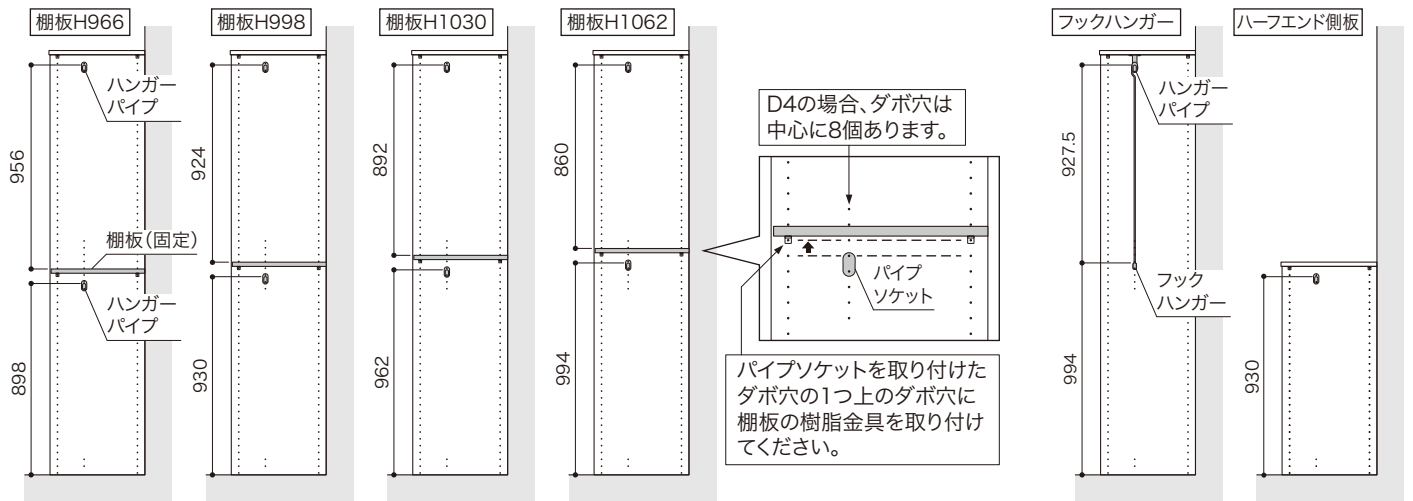 棚板H966
ハンガー
パイプ
956
棚板（固定）
ハンガー
パイプ
898
棚板H998
924
930
棚板H1030
892
962
棚板H1062
860
994
D4の場合、ダボ穴は
中心に8個あります。
パイプ
ソケット
パイプソケットを取り付けた
ダボ穴の1つ上のダボ穴に
棚板の樹脂金具を取り付け
てください。
フックハンガー
ハンガー
パイプ
927.5
フック
ハンガー
994
ハーフエンド側板
930